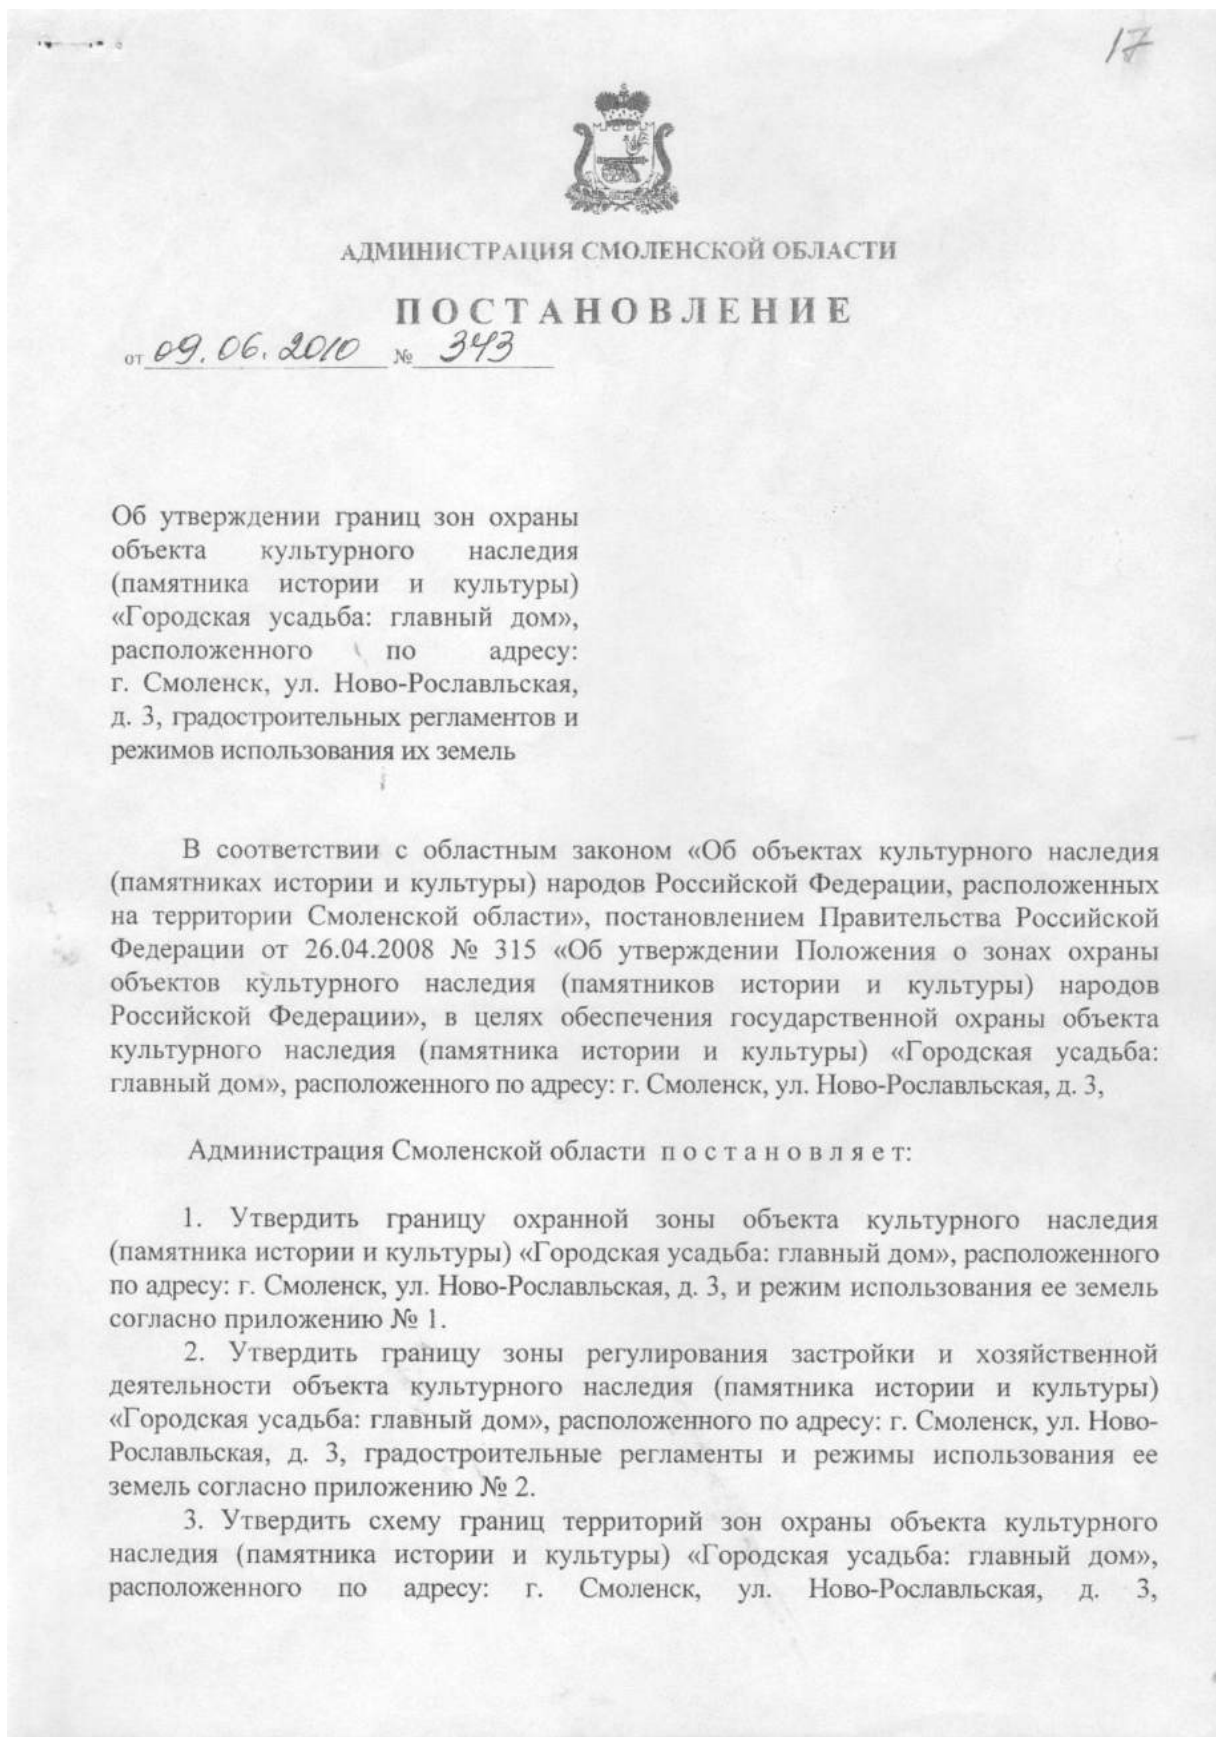 17
АДМИНИСТРАЦИЯ СМОЛЕНСКОЙ ОБЛАСТИ
ПОСТАНОВЛЕНИЕ
от 09.06.2010 № 343
Об утверждении границ зон охраны
объекта культурного наследия
(памятника истории и культуры)
«Городская усадьба: главный дом»,
расположенного по адресу:
г. Смоленск, ул. Ново-Рославльская,
д. 3, градостроительных регламентов и
режимов использования их земель
В соответствии с областным законом «Об объектах культурного наследия
(памятниках истории и культуры) народов Российской Федерации, расположенных
на территории Смоленской области», постановлением Правительства Российской
Федерации от 26.04.2008 № 315 «Об утверждении Положения о зонах охраны
объектов культурного наследия (памятников истории и культуры) народов
Российской Федерации», в целях обеспечения государственной охраны объекта
культурного наследия (памятника истории и культуры) «Городская усадьба:
главный дом», расположенного по адресу: г. Смоленск, ул. Ново-Рославльская, д. 3,
Администрация Смоленской области п о с т а н о в л я е т:
1. Утвердить границу охранной зоны объекта культурного наследия
(памятника истории и культуры) «Городская усадьба: главный дом», расположенного
по адресу: г. Смоленск, ул. Ново-Рославльская, д. 3, и режим использования ее земель
согласно приложению № 1.
2. Утвердить границу зоны регулирования застройки и хозяйственной
деятельности объекта культурного наследия (памятника истории и культуры)
«Городская усадьба: главный дом», расположенного по адресу: г. Смоленск, ул. Ново-
Рославльская, д. 3, градостроительные регламенты и режимы использования ее
земель согласно приложению № 2.
3. Утвердить схему границ территорий зон охраны объекта культурного
наследия (памятника истории и культуры) «Городская усадьба: главный дом»,
расположенного по адресу: г. Смоленск, ул. Ново-Рославльская, д. 3,